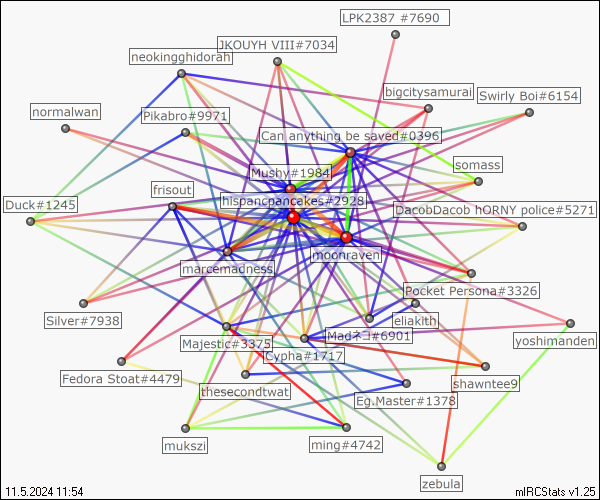 LPK2387 #7690
JKOUYH VIII#7034
neokingghidorah
bigcitysamurai
Swirly Boi#6154
normalwan
Pikabro#9971
Can anything be saved#0396
somass
Mushy#1984
frisout
hispancpancakes#2928
Duck#1245
DacobDacob hORNY police#5271
moonraven
marcemadness
Pocket Persona#3326
Silver#7938
eliakith
Madネコ#6901
yoshimanden
Majestic#3375
Cypha#1717
Fedora Stoat#4479
shawntee9
thesecondtwat
Eg.Master#1378
mukszi
ming#4742
zebula
11.5.2024 11:54
mIRCStats v1.25